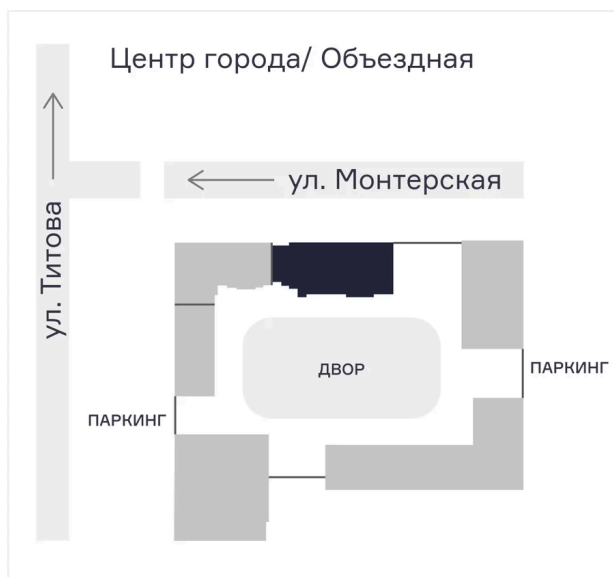 Центр города/ Объездная
ул. Монтерская
ул. Титова
ДВОР
ПАРКИНГ
ПАРКИНГ